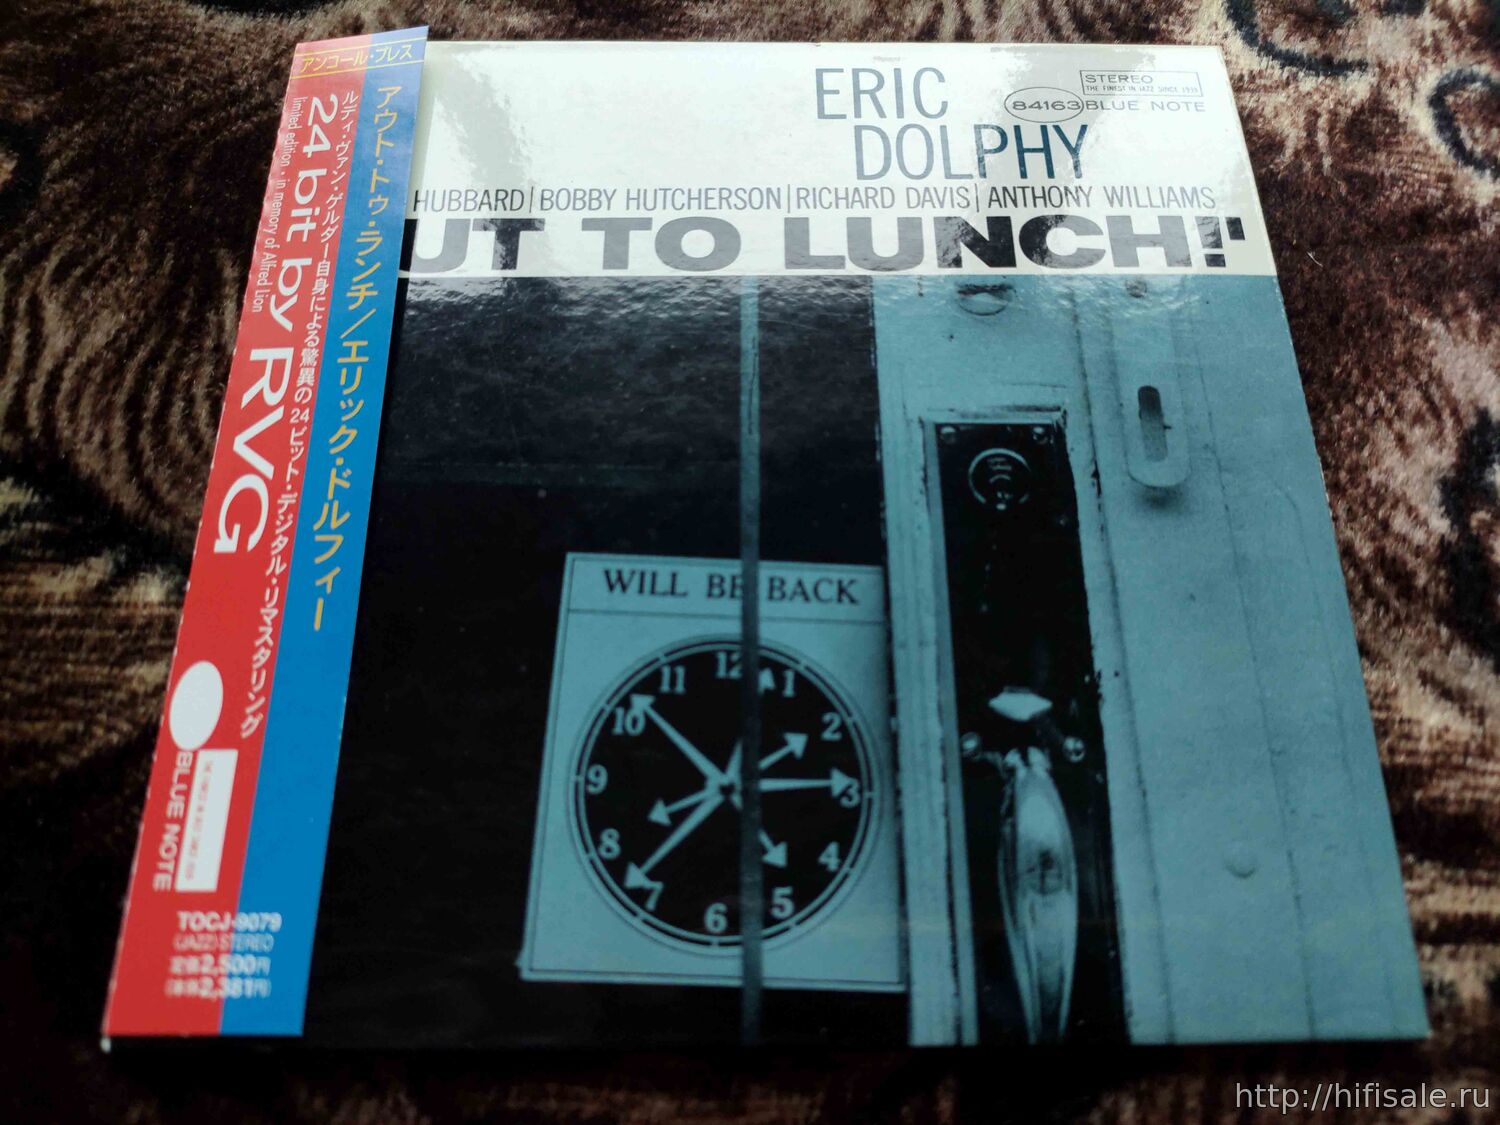 アンコール・プレス
アウト・トゥ・ランチ/エリック・ドルフィー
ルディ・ヴァン・ゲルダー自身による驚異の24ビット・デジタル・リマスタリング
24 bit by RVG
limited edition · in memory of Alfred Lion
BLUE NOTE
TOCJ-9079
(JAZZ) STEREO
定価2,500円
2,381円
ERIC
DOLPHY
STEREO
THE FINEST IN JAZZ SINCE 1939
84163 BLUE NOTE
HUBBARD | BOBBY HUTCHERSON | RICHARD DAVIS | ANTHONY WILLIAMS
UT TO LUNCH!"
WILL BE BACK
12
11 1
10 2
9 3
8 4
7 5
6
http://hifisale.ru